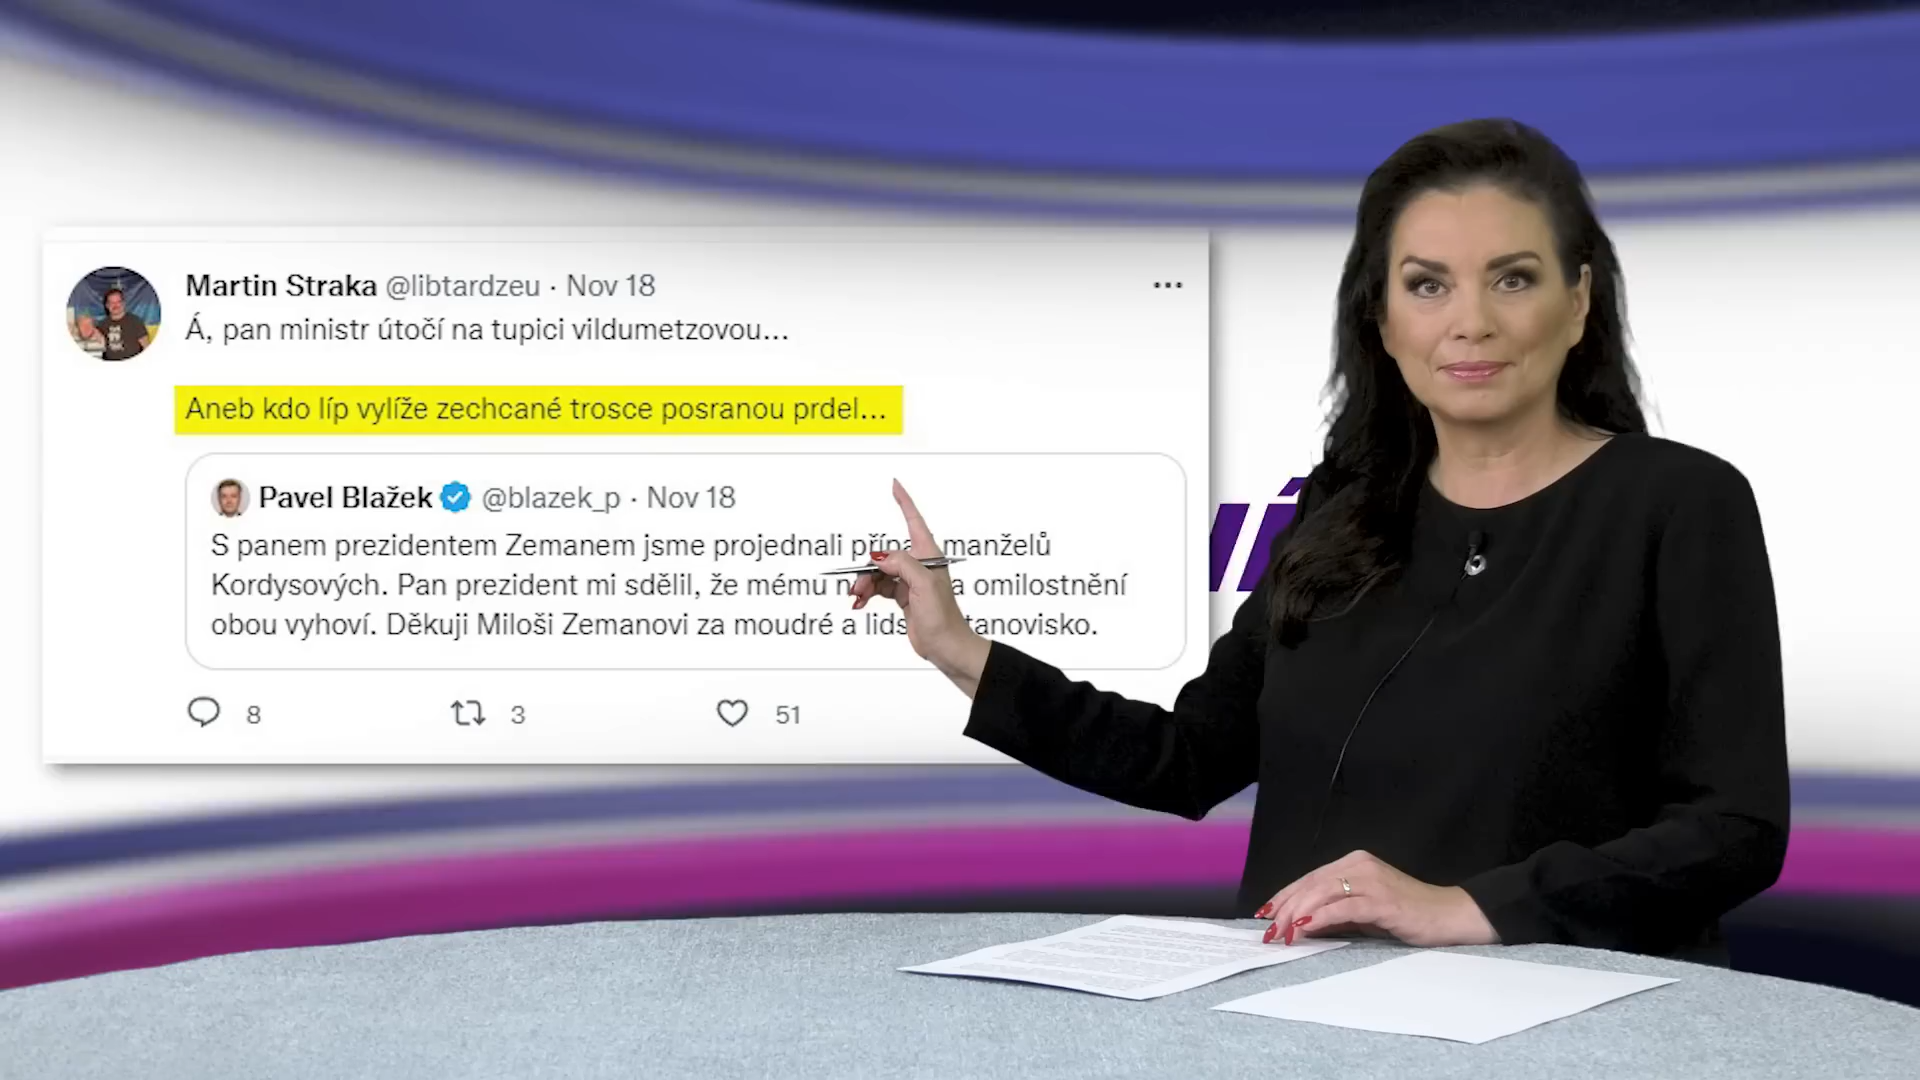 Martin Straka @libtardzeu · Nov 18
Á, pan ministr útočí na tupici vildumetzovou...
Aneb kdo líp vylíže zechcané trosce posranou prdel...
Pavel Blažek @blazek_p · Nov 18
S panem prezidentem Zemanem jsme projednali manželů
Kordysových. Pan prezident mi sdělil, že mému omilostnění
obou vyhoví. Děkuji Miloši Zemanovi za moudré a
8 3 51